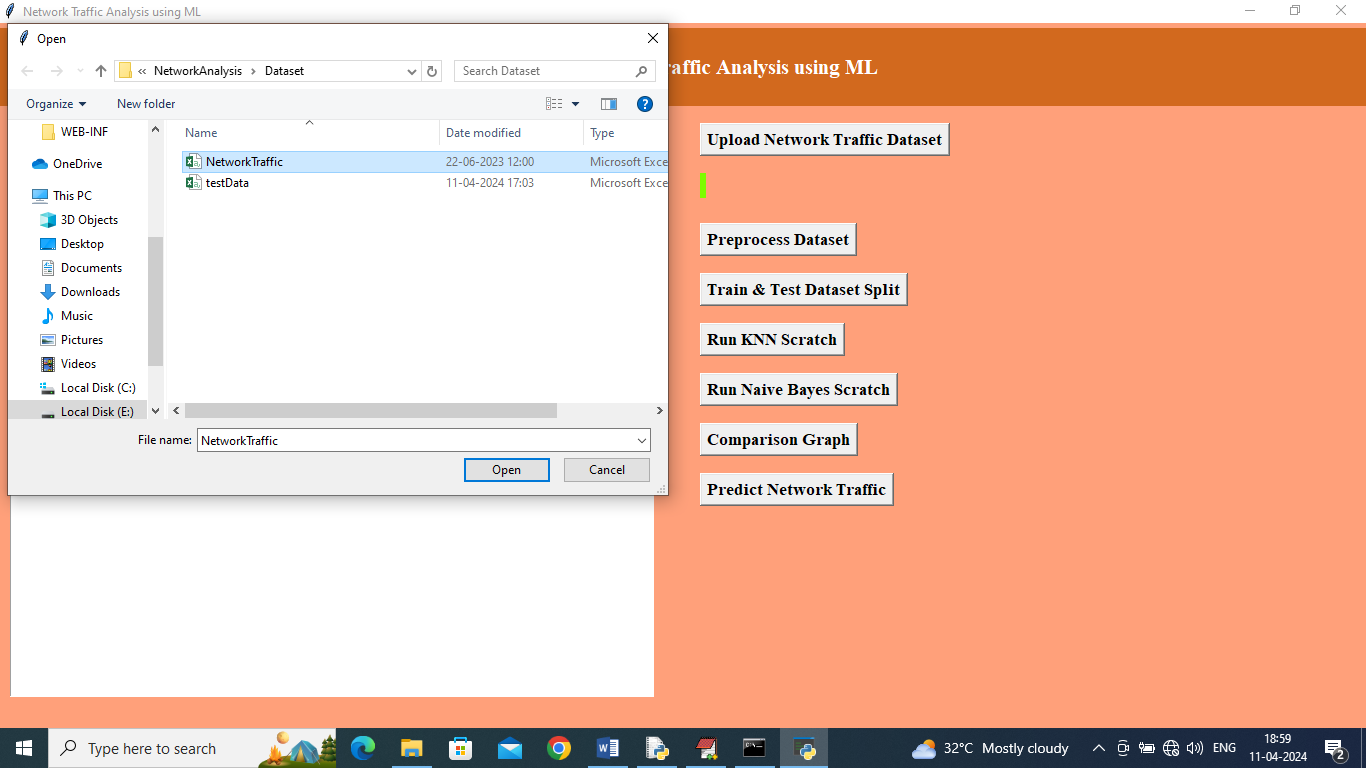 Network Traffic Analysis using ML
Open
« NetworkAnalysis > Dataset
Search Dataset
raffic Analysis using ML
Organize
New folder
WEB-INF
OneDrive
This PC
3D Objects
Desktop
Documents
Downloads
Music
Pictures
Videos
Local Disk (C:)
Local Disk (E:)
Name Date modified Type
NetworkTraffic 22-06-2023 12:00 Microsoft Exce
testData 11-04-2024 17:03 Microsoft Exce
File name: NetworkTraffic
Open Cancel
Upload Network Traffic Dataset
Preprocess Dataset
Train & Test Dataset Split
Run KNN Scratch
Run Naive Bayes Scratch
Comparison Graph
Predict Network Traffic
Type here to search
32°C Mostly cloudy
ENG
18:59
11-04-2024
2